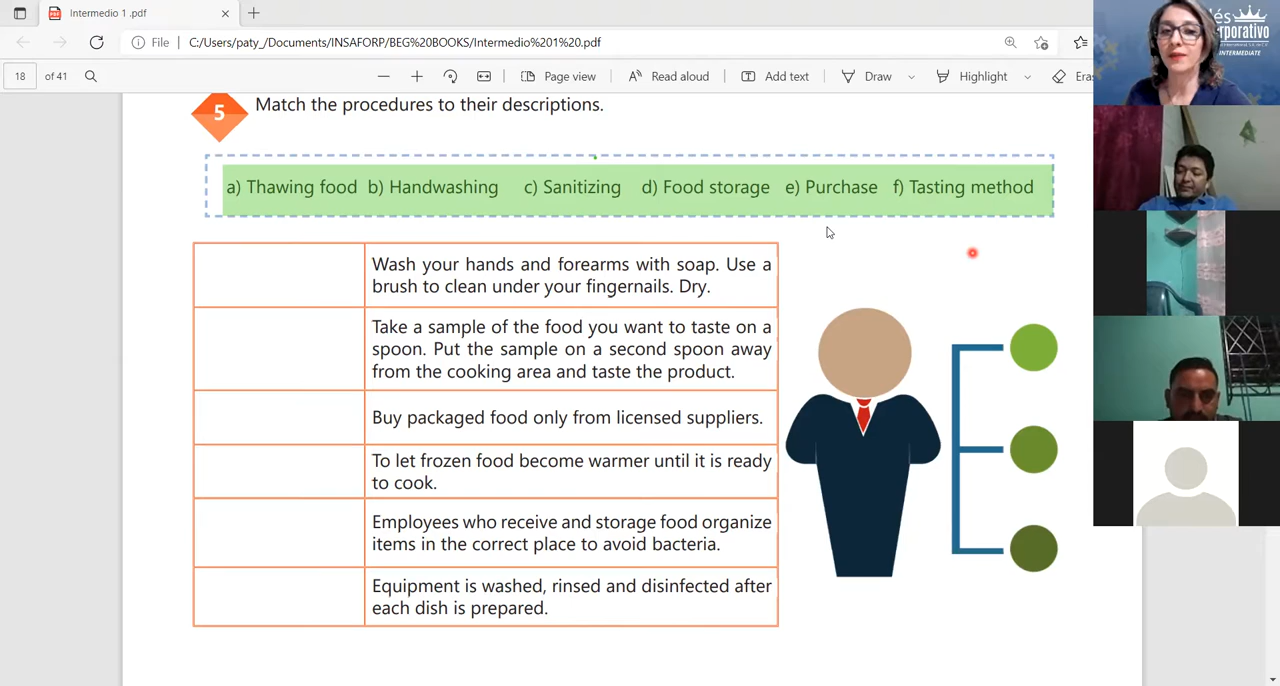 Intermedio 1 .pdf
File C:/Users/paty_/Documents/INSAFORP/BEG%20BOOKS/Intermedio%201%20.pdf
18 of 41 Page view Read aloud Add text Draw Highlight Eras
lés
rporativo
INTERMEDIATE
5 Match the procedures to their descriptions.
a) Thawing food b) Handwashing c) Sanitizing d) Food storage e) Purchase f) Tasting method
Wash your hands and forearms with soap. Use a
brush to clean under your fingernails. Dry.
Take a sample of the food you want to taste on a
spoon. Put the sample on a second spoon away
from the cooking area and taste the product.
Buy packaged food only from licensed suppliers.
To let frozen food become warmer until it is ready
to cook.
Employees who receive and storage food organize
items in the correct place to avoid bacteria.
Equipment is washed, rinsed and disinfected after
each dish is prepared.